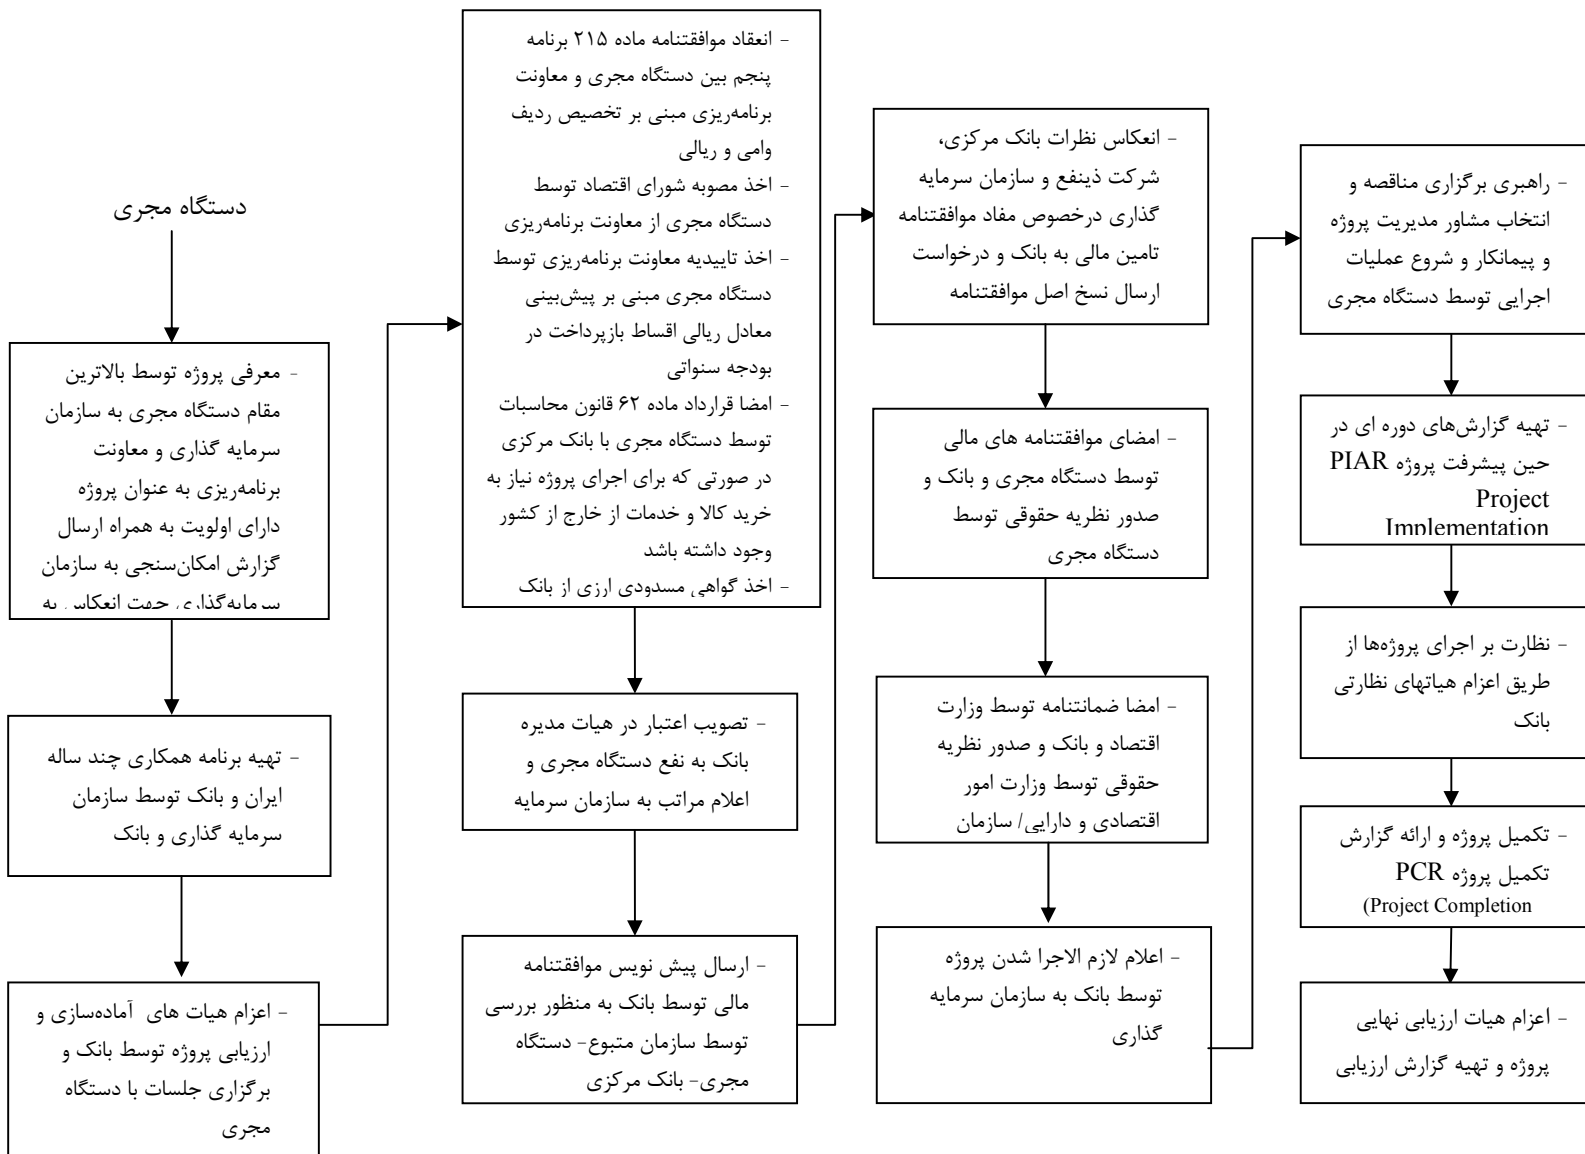 دستگاه مجری
- معرفی پروژه توسط بالاترین
مقام دستگاه مجری به سازمان
سرمایه گذاری و معاونت
برنامه‌ریزی به عنوان پروژه
دارای اولویت به همراه ارسال
گزارش امکان‌سنجی به سازمان
سرمایه‌گذاری جهت انعکاس به
- تهیه برنامه همکاری چند ساله
ایران و بانک توسط سازمان
سرمایه گذاری و بانک
- اعزام هیات های آماده‌سازی و
ارزیابی پروژه توسط بانک و
برگزاری جلسات با دستگاه
مجری
- انعقاد موافقتنامه ماده ۲۱۵ برنامه
پنجم بین دستگاه مجری و معاونت
برنامه‌ریزی مبنی بر تخصیص ردیف
وامی و ریالی
- اخذ مصوبه شورای اقتصاد توسط
دستگاه مجری از معاونت برنامه‌ریزی
- اخذ تاییدیه معاونت برنامه‌ریزی توسط
دستگاه مجری مبنی بر پیش‌بینی
معادل ریالی اقساط بازپرداخت در
بودجه سنواتی
- امضا قرارداد ماده ۶۲ قانون محاسبات
توسط دستگاه مجری با بانک مرکزی
در صورتی که برای اجرای پروژه نیاز به
خرید کالا و خدمات از خارج از کشور
وجود داشته باشد
- اخذ گواهی مسدودی ارزی از بانک
- تصویب اعتبار در هیات مدیره
بانک به نفع دستگاه مجری و
اعلام مراتب به سازمان سرمایه
- ارسال پیش نویس موافقتنامه
مالی توسط بانک به منظور بررسی
توسط سازمان متبوع- دستگاه
مجری- بانک مرکزی
- انعکاس نظرات بانک مرکزی،
شرکت ذینفع و سازمان سرمایه
گذاری درخصوص مفاد موافقتنامه
تامین مالی به بانک و درخواست
ارسال نسخ اصل موافقتنامه
- امضای موافقتنامه های مالی
توسط دستگاه مجری و بانک و
صدور نظریه حقوقی توسط
دستگاه مجری
- امضا ضمانتنامه توسط وزارت
اقتصاد و بانک و صدور نظریه
حقوقی توسط وزارت امور
اقتصادی و دارایی/ سازمان
- اعلام لازم الاجرا شدن پروژه
توسط بانک به سازمان سرمایه
گذاری
- راهبری برگزاری مناقصه و
انتخاب مشاور مدیریت پروژه
و پیمانکار و شروع عملیات
اجرایی توسط دستگاه مجری
- تهیه گزارش‌های دوره ای در
حین پیشرفت پروژه PIAR
Project
Implementation
- نظارت بر اجرای پروژه‌ها از
طریق اعزام هیاتهای نظارتی
بانک
- تکمیل پروژه و ارائه گزارش
تکمیل پروژه PCR
(Project Completion
- اعزام هیات ارزیابی نهایی
پروژه و تهیه گزارش ارزیابی